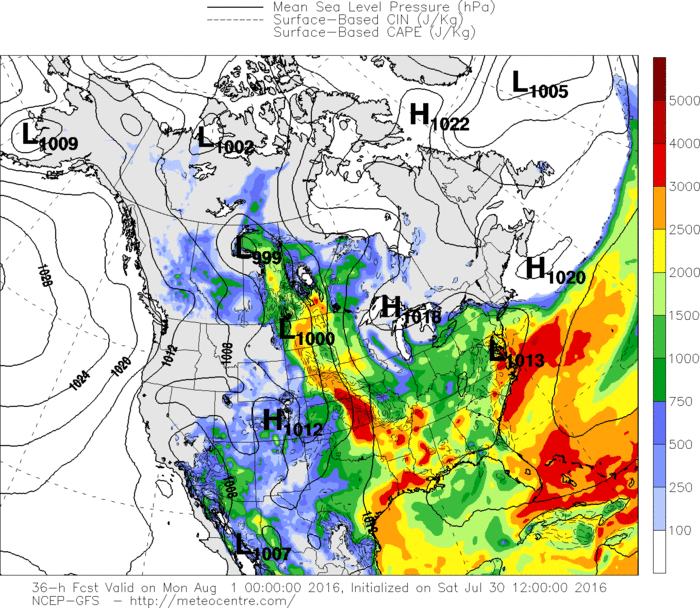 Mean Sea Level Pressure (hPa)
Surface-Based CIN (J/Kg)
Surface-Based CAPE (J/Kg)
L1005
H1022
L1009
L1002
5000
4000
3000
2500
2000
1500
1000
750
500
250
100
L999
H1020
1028
H1018
L1000
L1013
1012
1008
1020
1024
H1012
1008
1012
L1007
36-h Fcst Valid on Mon Aug 1 00:00:00 2016, Initialized on Sat Jul 30 12:00:00 2016
NCEP-GFS – http://meteocentre.com/